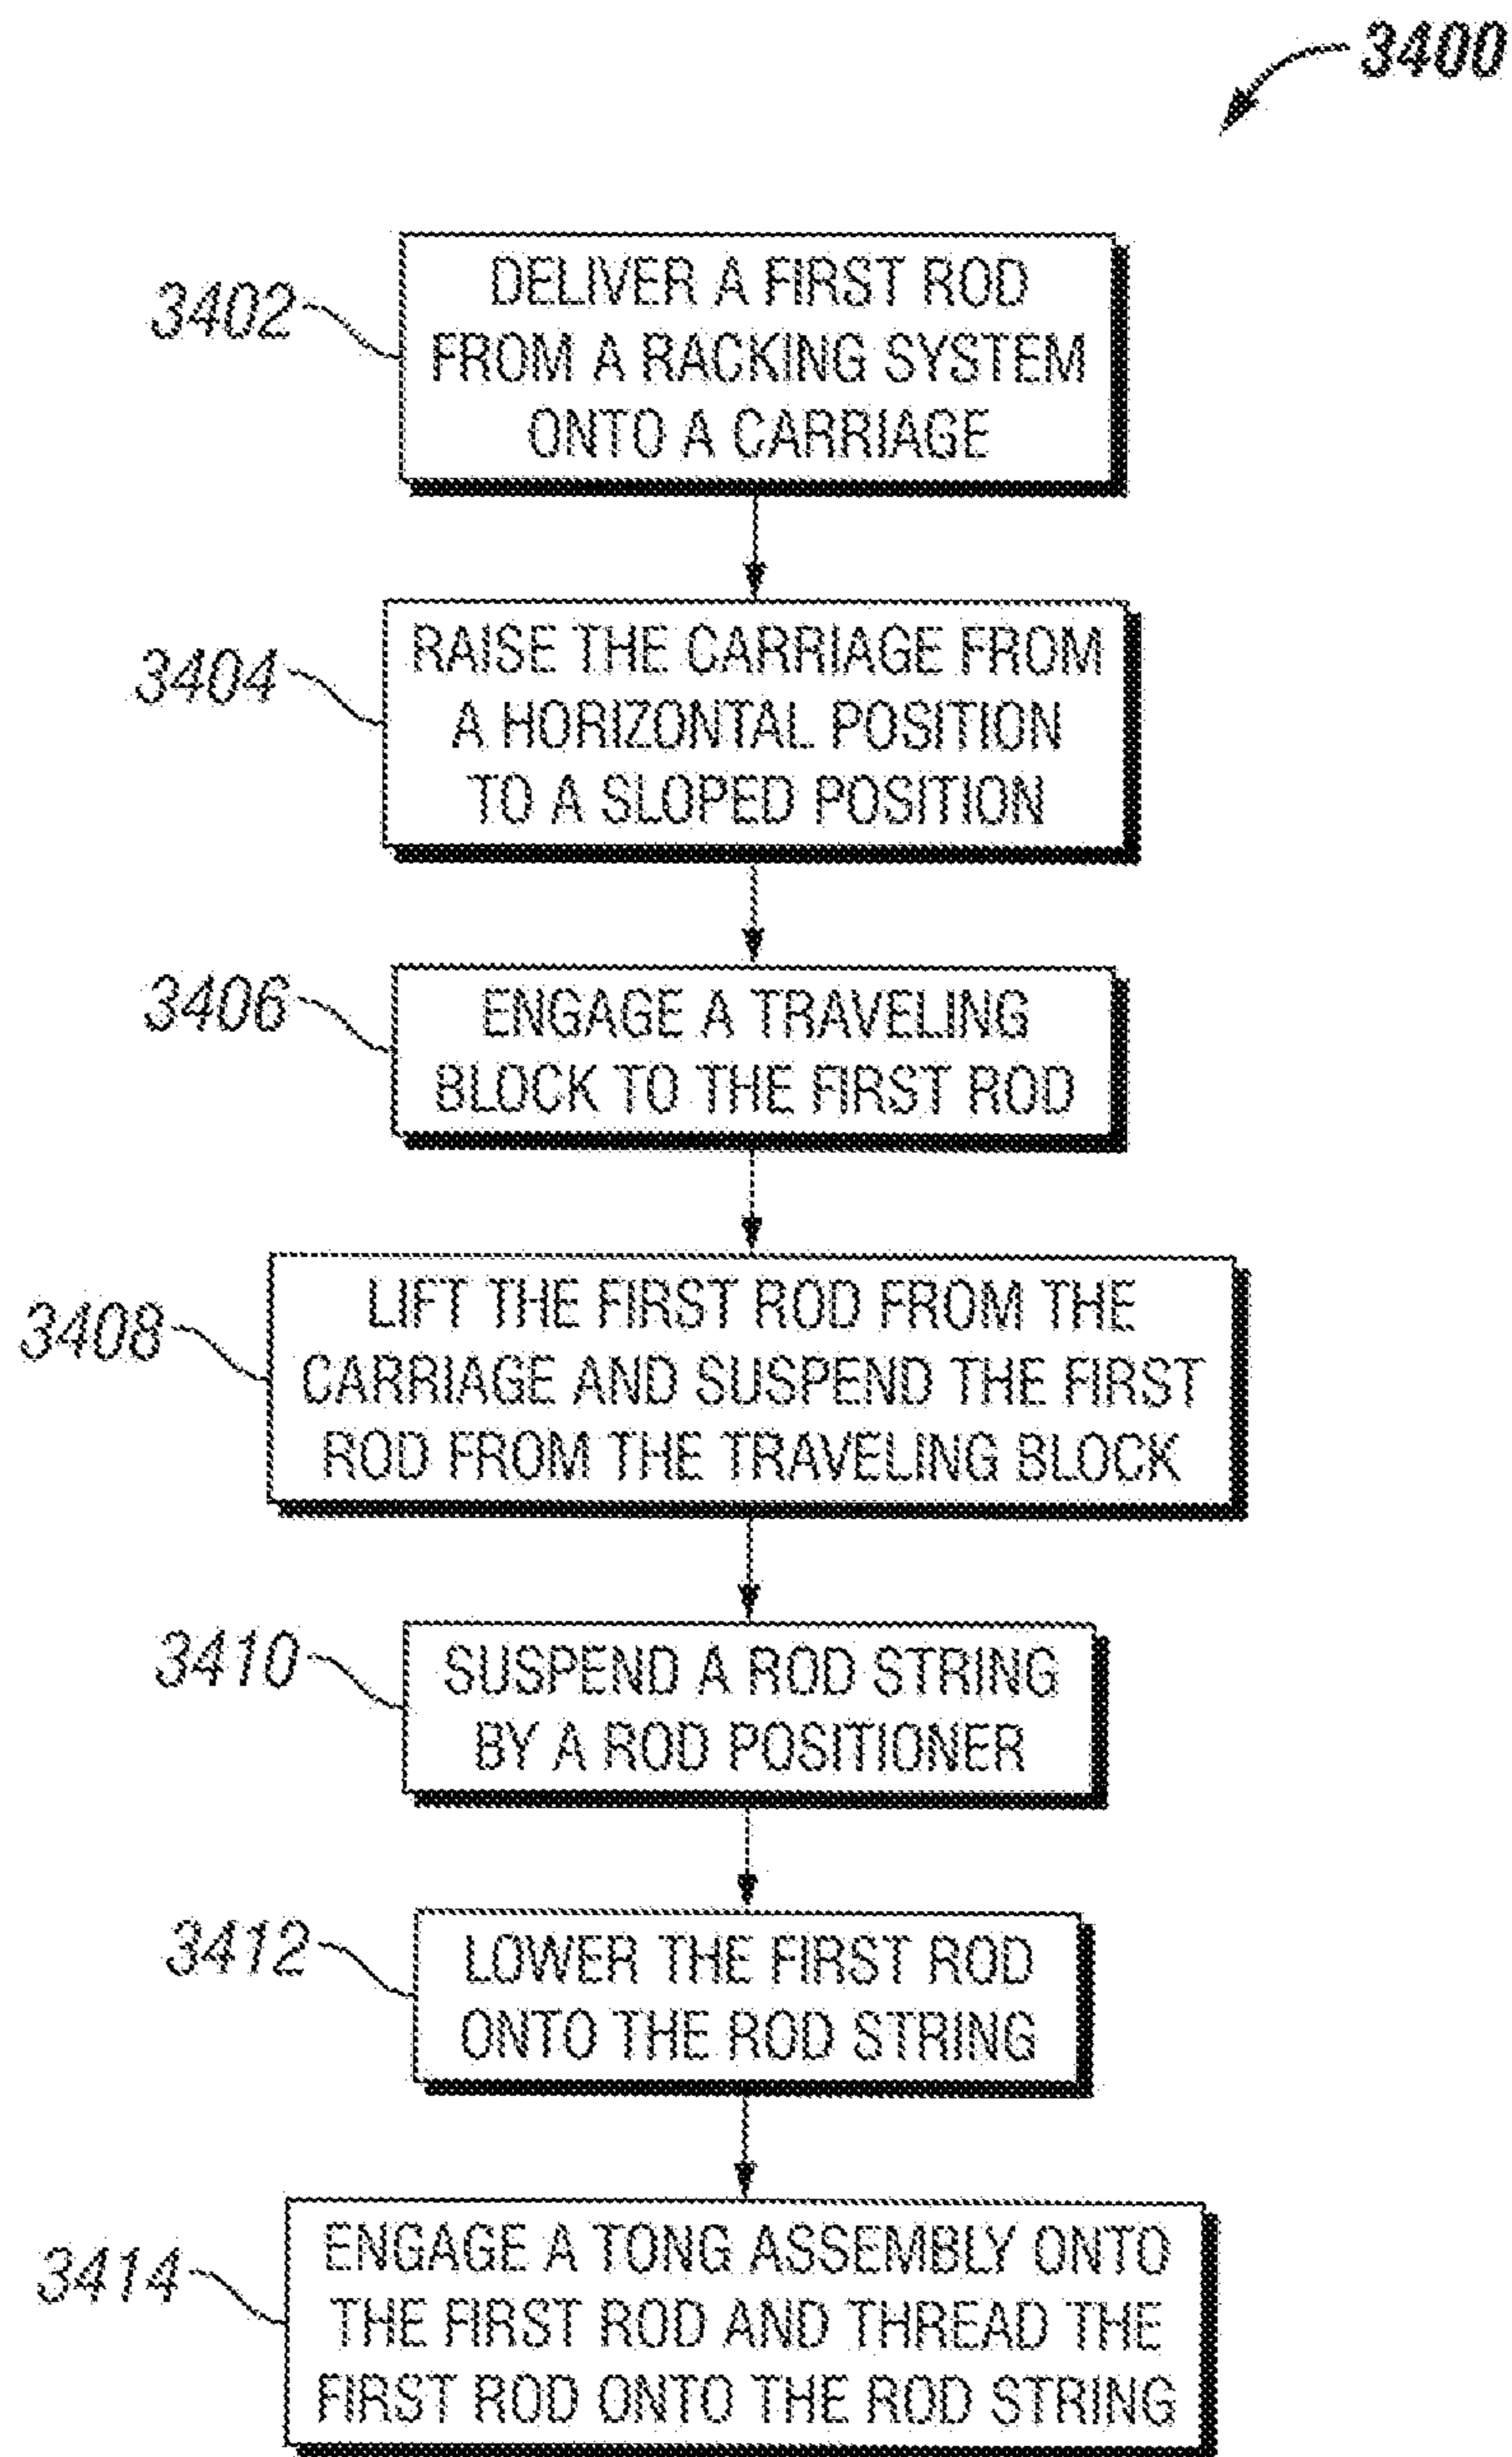 3400
3402
DELIVER A FIRST ROD
FROM A RACKING SYSTEM
ONTO A CARRIAGE
3404
RAISE THE CARRIAGE FROM
A HORIZONTAL POSITION
TO A SLOPED POSITION
3406
ENGAGE A TRAVELING
BLOCK TO THE FIRST ROD
3408
LIFT THE FIRST ROD FROM THE
CARRIAGE AND SUSPEND THE FIRST
ROD FROM THE TRAVELING BLOCK
3410
SUSPEND A ROD STRING
BY A ROD POSITIONER
3412
LOWER THE FIRST ROD
ONTO THE ROD STRING
3414
ENGAGE A TONG ASSEMBLY ONTO
THE FIRST ROD AND THREAD THE
FIRST ROD ONTO THE ROD STRING